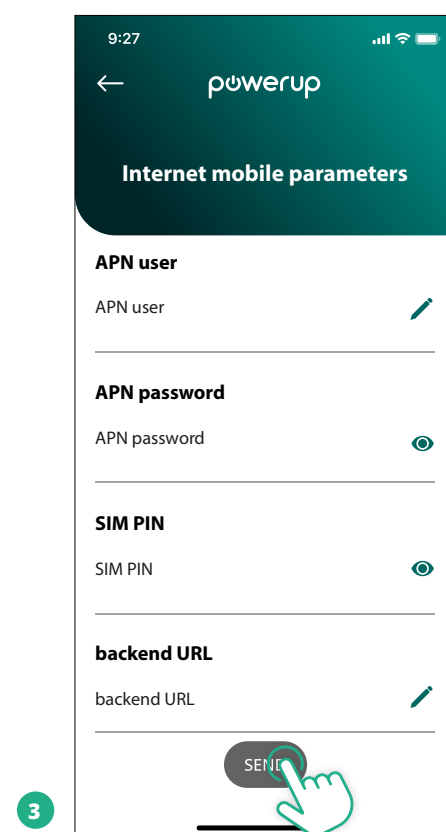 9:27
powerup
Internet mobile parameters
APN user
APN user
APN password
APN password
SIM PIN
SIM PIN
backend URL
backend URL
SEND
3